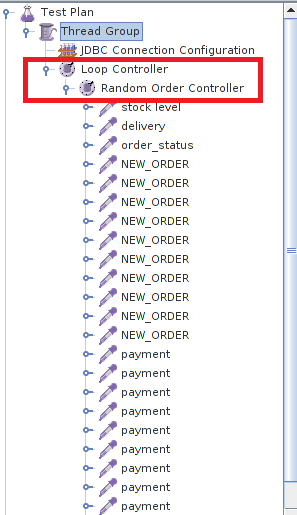 Test Plan
Thread Group
JDBC Connection Configuration
Loop Controller
Random Order Controller
stock level
delivery
order_status
NEW_ORDER
NEW_ORDER
NEW_ORDER
NEW_ORDER
NEW_ORDER
NEW_ORDER
NEW_ORDER
NEW_ORDER
NEW_ORDER
NEW_ORDER
payment
payment
payment
payment
payment
payment
payment
payment
payment